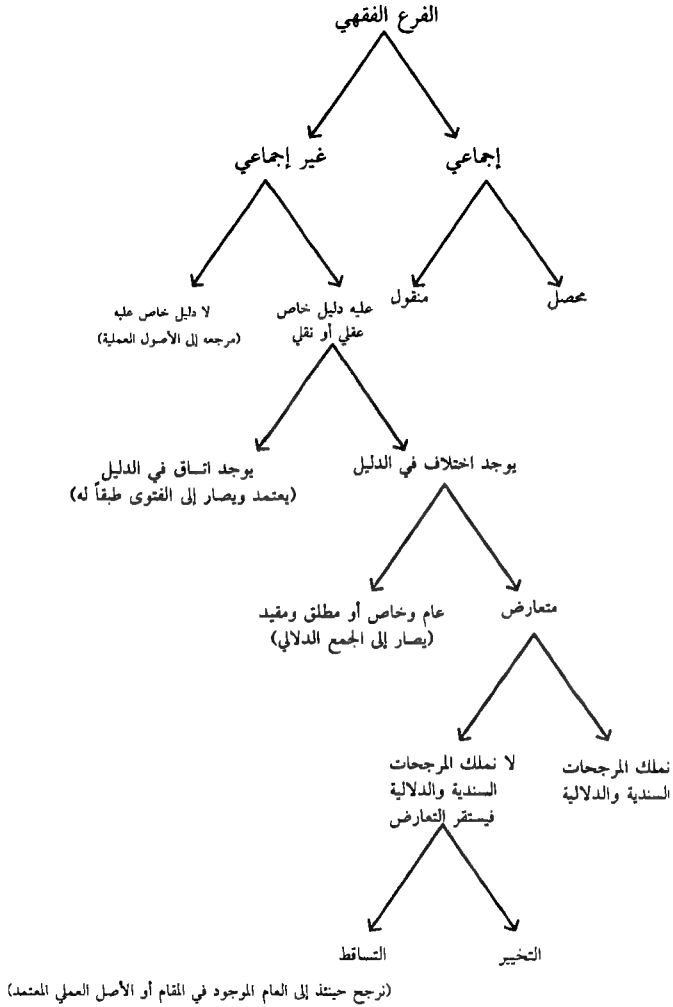 الفرع الفقهي
إجماعي
غير إجماعي
محصل
منقول
عليه دليل خاص
عقلي أو نقلي
لا دليل خاص عليه
(مرجعه إلى الأصول العملية)
يوجد اختلاف في الدليل
يوجد اتساق في الدليل
(يعتمد ويصار إلى الفتوى طبقاً له)
متعارض
عام وخاص أو مطلق ومقيد
(يصار إلى الجمع الدلالي)
نملك المرجحات
السندية والدلالية
لا نملك المرجحات
السندية والدلالية
فيستقر التعارض
التخيير
التساقط
(نرجح حينئذ إلى العام الموجود في المقام أو الأصل العملي المعتمد)